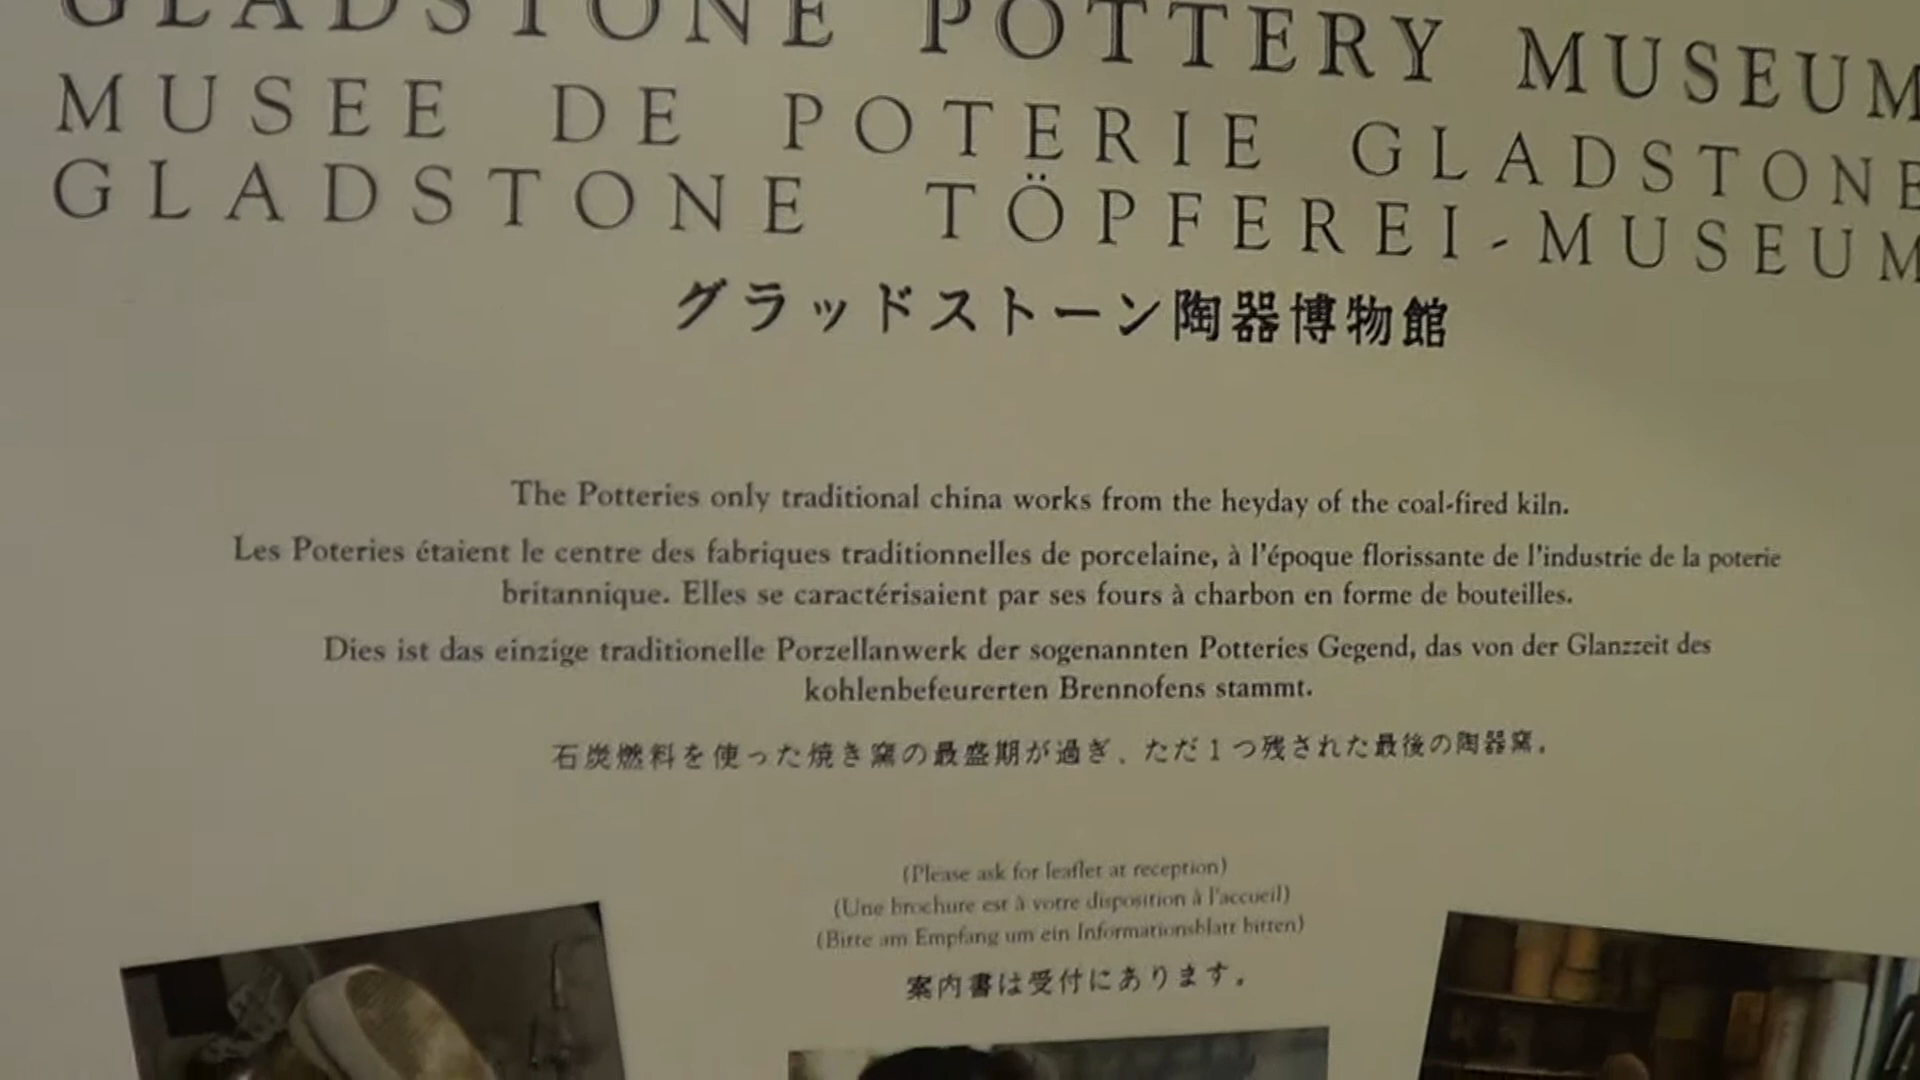 GLADSTONE POTTERY MUSEUM
MUSEE DE POTERIE GLADSTONE
GLADSTONE TÖPFEREI-MUSEUM
グラッドストーン陶器博物館
The Potteries only traditional china works from the heyday of the coal-fired kiln.
Les Poteries étaient le centre des fabriques traditionnelles de porcelaine, à l'époque florissante de l'industrie de la poterie
britannique. Elles se caractérisaient par ses fours à charbon en forme de bouteilles.
Dies ist das einzige traditionelle Porzellanwerk der sogenannten Potteries Gegend, das von der Glanzzeit des
kohlenbefeurerten Brennofens stammt.
石炭燃料を使った焼き窯の最盛期が過ぎ、ただ1つ残された最後の陶器窯。
(Please ask for leaflet at reception)
(Une brochure est à votre disposition à l'accueil)
(Bitte am Empfang um ein Informationsblatt bitten)
案内書は受付にあります。